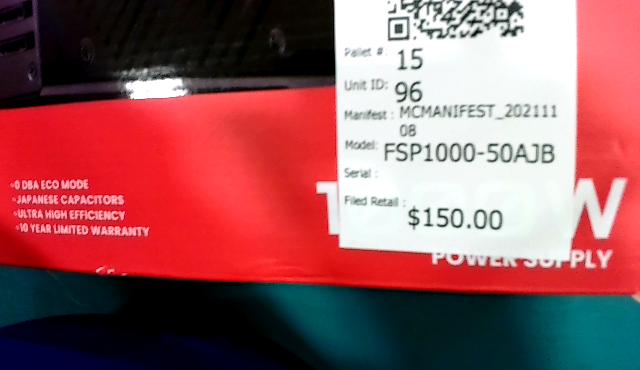 Pallet #: 15
Unit ID: 96
Manifest: MCMANIFEST_202111
08
Model: FSP1000-50AJB
Serial :
Filed Retail : $150.00
•0 DBA ECO MODE
•JAPANESE CAPACITORS
•ULTRA HIGH EFFICIENCY
•10 YEAR LIMITED WARRANTY
W
POWER SUPPLY